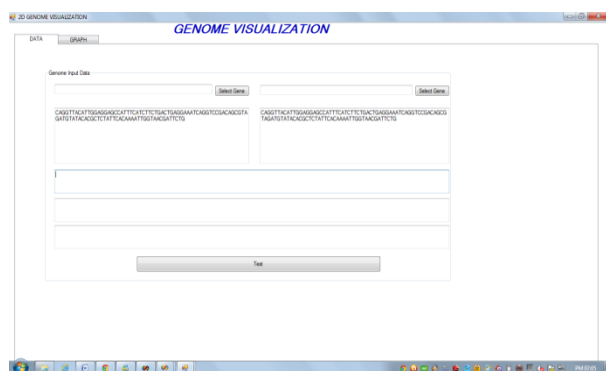 2D GENOME VISUALIZATION
GENOME VISUALIZATION
DATA
GRAPH
Genome Input Data
Select Gene
Select Gene
CAGGTTACATTGGAGGAGCCATTTCATCTTCTGACTGAGGAAATCAGGTCCGACAGCGTA
GATGTATACACGCTCTATTCACAAAATTGGTAACGATTCTG
CAGGTTACATTGGAGGAGCCATTTCATCTTCTGACTGAGGAAATCAGGTCCGACAGCG
TAGATGTATACACGCTCTATTCACAAAATTGGTAACGATTCTG
Test